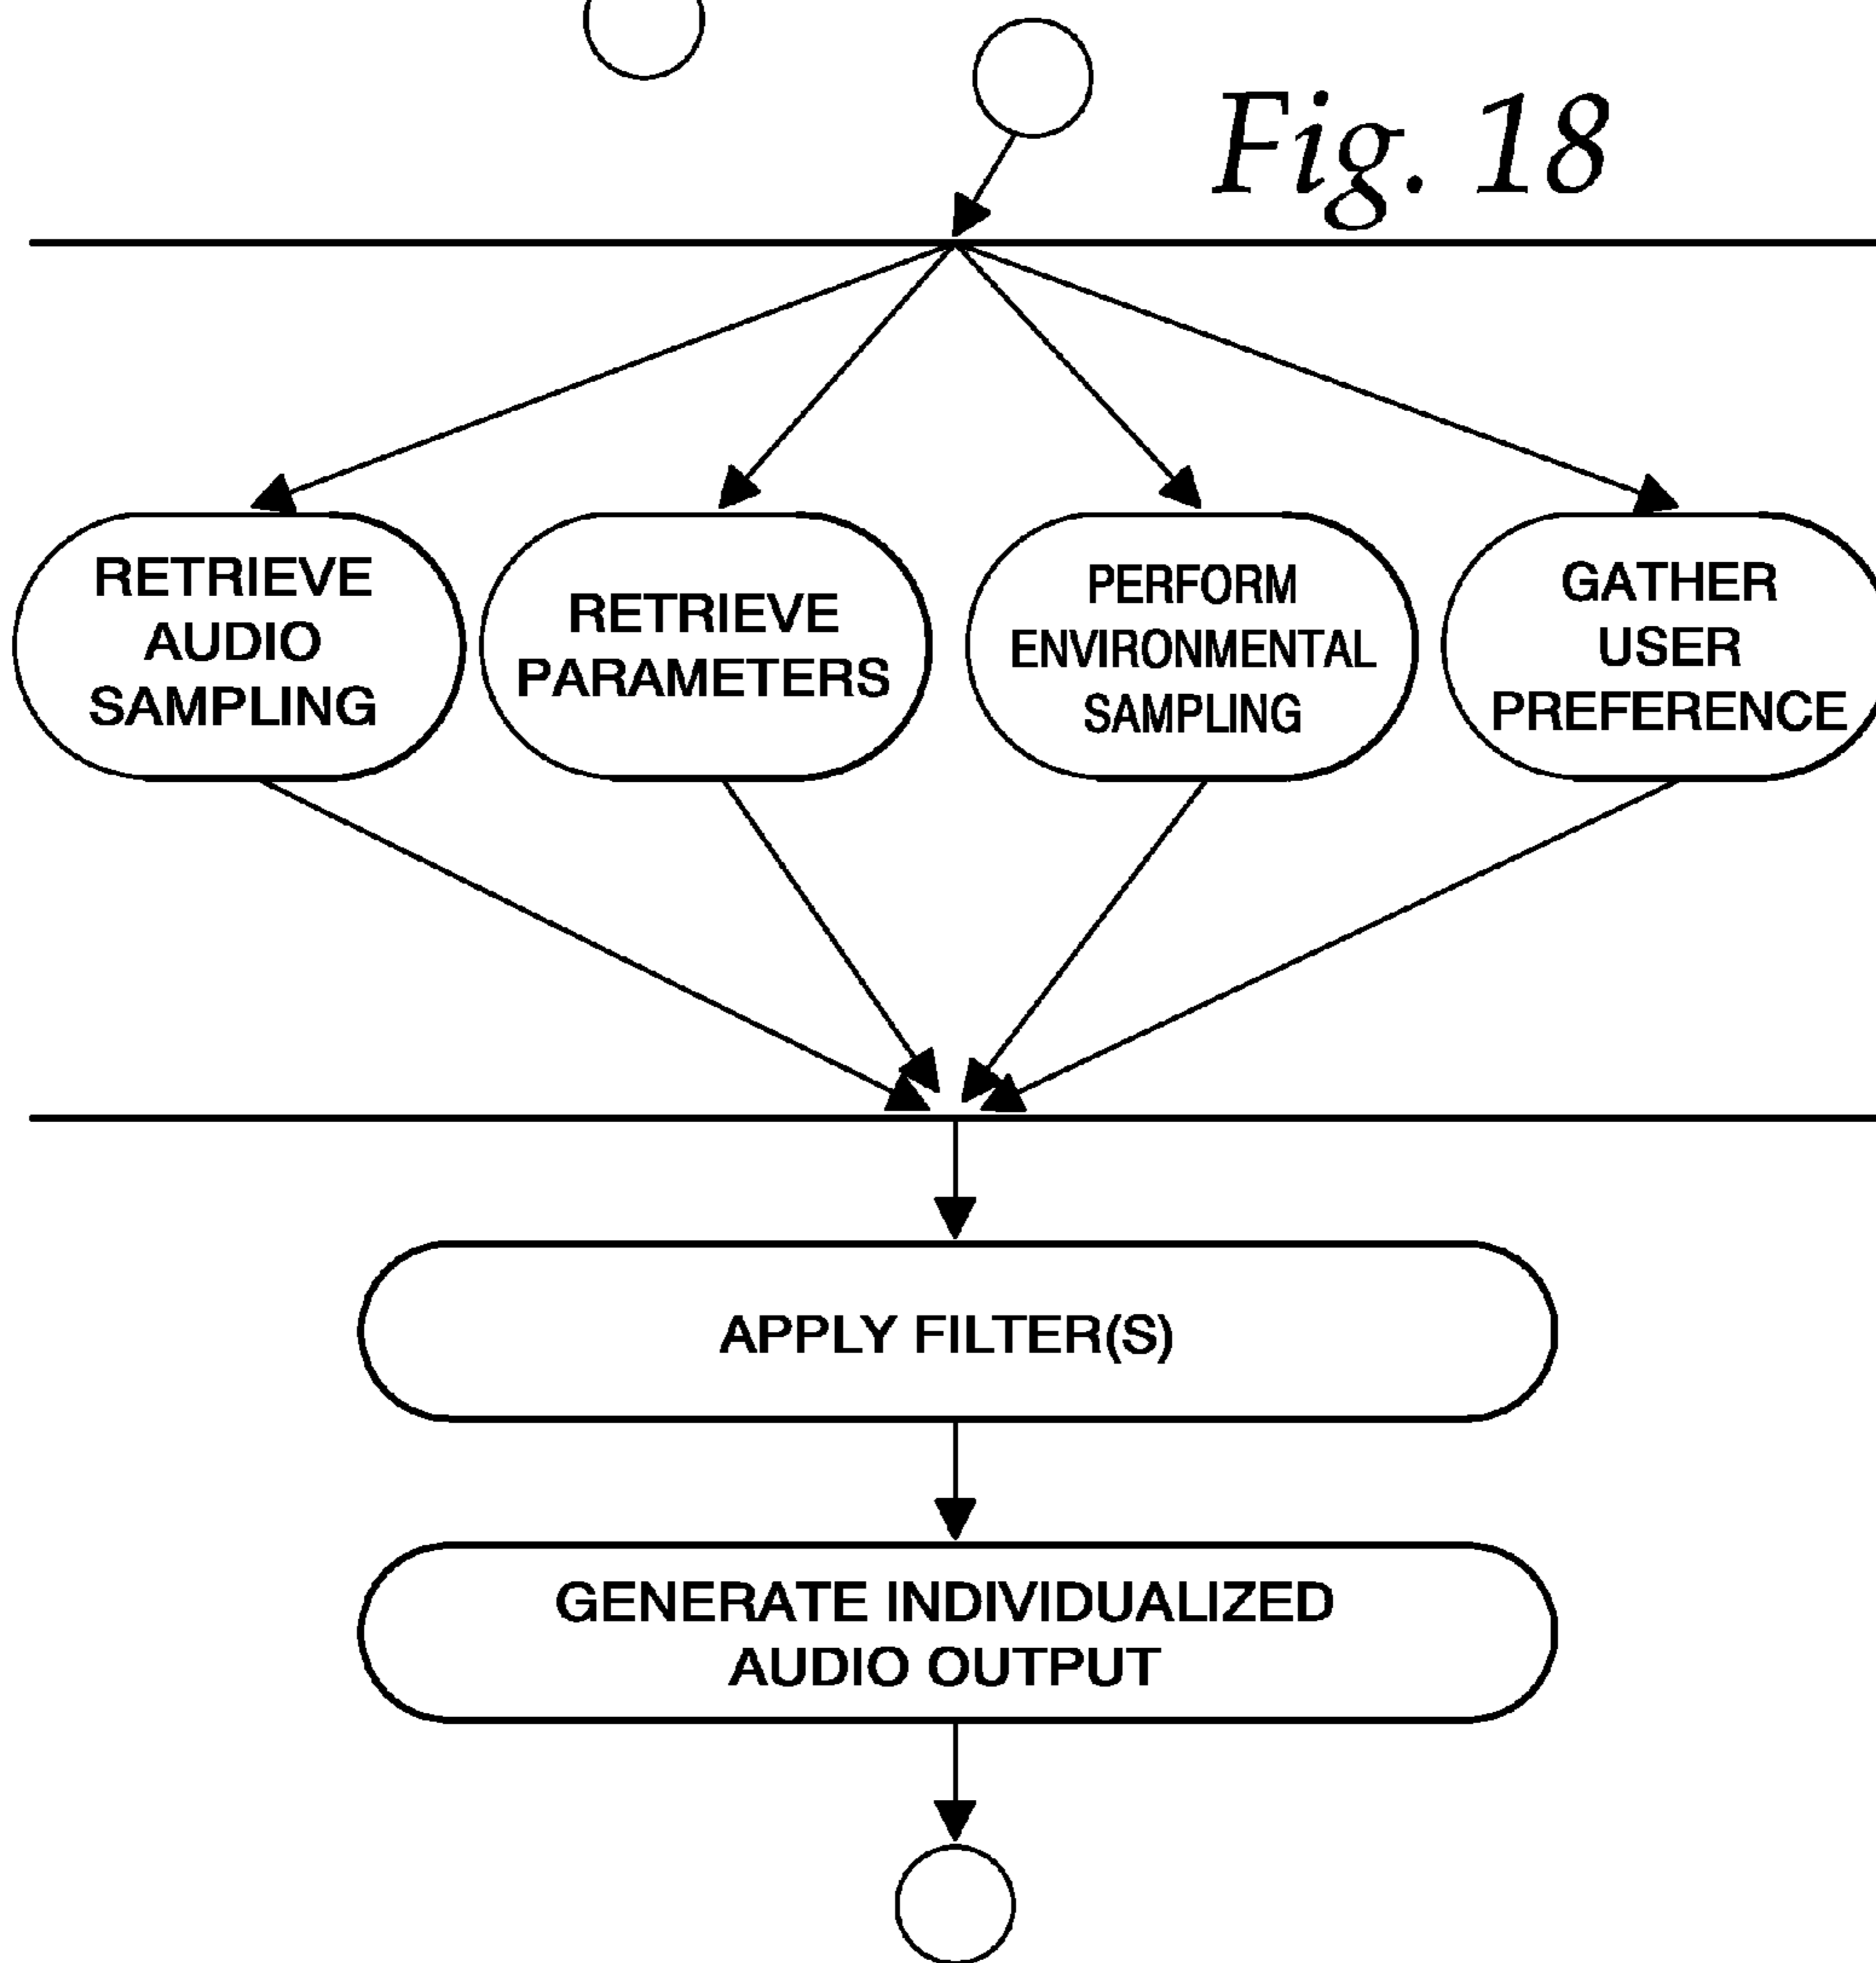 Fig. 18
RETRIEVE
AUDIO
SAMPLING
RETRIEVE
PARAMETERS
PERFORM
ENVIRONMENTAL
SAMPLING
GATHER
USER
PREFERENCE
APPLY FILTER(S)
GENERATE INDIVIDUALIZED
AUDIO OUTPUT